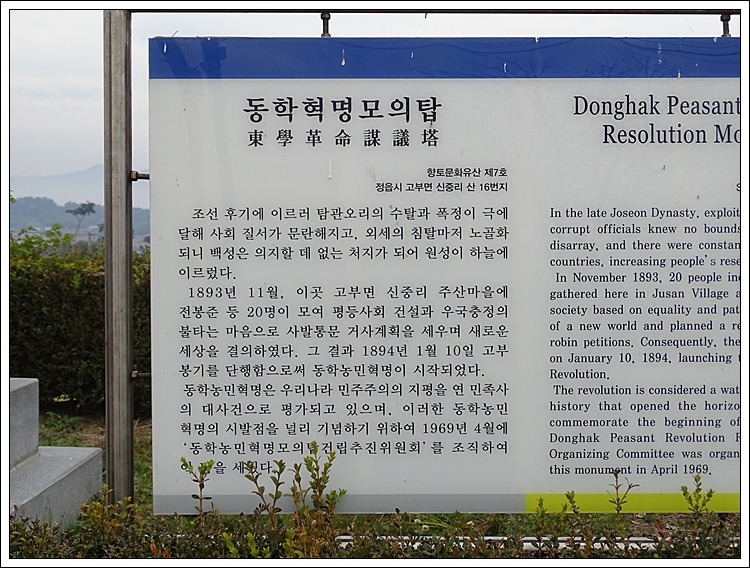 동학혁명모의탑
東學革命謀議塔
향토문화유산 제7호
정읍시 고부면 신중리 산 16번지
조선 후기에 이르러 탐관오리의 수탈과 폭정이 극에
달해 사회 질서가 문란해지고, 외세의 침탈마저 노골화
되니 백성은 의지할 데 없는 처지가 되어 원성이 하늘에
이르렀다.
1893년 11월, 이곳 고부면 신중리 주산마을에
전봉준 등 20명이 모여 평등사회 건설과 우국충정의
불타는 마음으로 사발통문 거사계획을 세우며 새로운
세상을 결의하였다. 그 결과 1894년 1월 10일 고부
봉기를 단행함으로써 동학농민혁명이 시작되었다.
동학농민혁명은 우리나라 민주주의의 지평을 연 민족사
의 대사건으로 평가되고 있으며, 이러한 동학농민
혁명의 시발점을 널리 기념하기 위하여 1969년 4월에
'동학농민혁명모의탑건립추진위원회'를 조직하여
을 세웠다.
Donghak Peasant
Resolution Mo
S
In the late Joseon Dynasty, exploit
corrupt officials knew no bounds
disarray, and there were constan
countries, increasing people's rese
In November 1893, 20 people inc
gathered here in Jusan Village a
society based on equality and pat
of a new world and planned a re
robin petitions. Consequently, the
on January 10, 1894, launching t
Revolution.
The revolution is considered a wat
history that opened the horizo
commemorate the beginning of
Donghak Peasant Revolution
Organizing Committee was organ
this monument in April 1969.